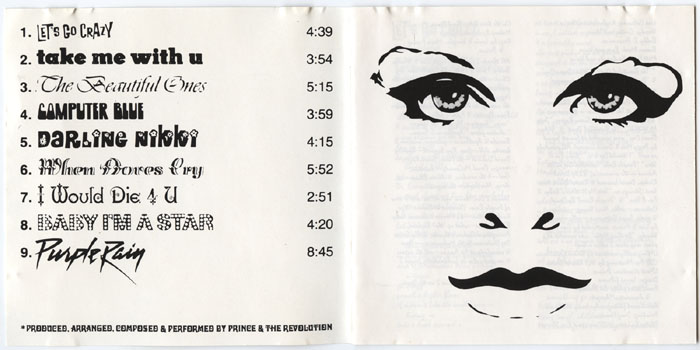 1. LET'S GO CRAZY 4:39
2. take me with u 3:54
3. The Beautiful Ones 5:15
4. COMPUTER BLUE 3:59
5. DARLING NIKKI 4:15
6. When Doves Cry 5:52
7. I Would Die 4 U 2:51
8. BABY I'M A STAR 4:20
9. Purple Rain 8:45
*PRODUCED, ARRANGED, COMPOSED & PERFORMED BY PRINCE & THE REVOLUTION